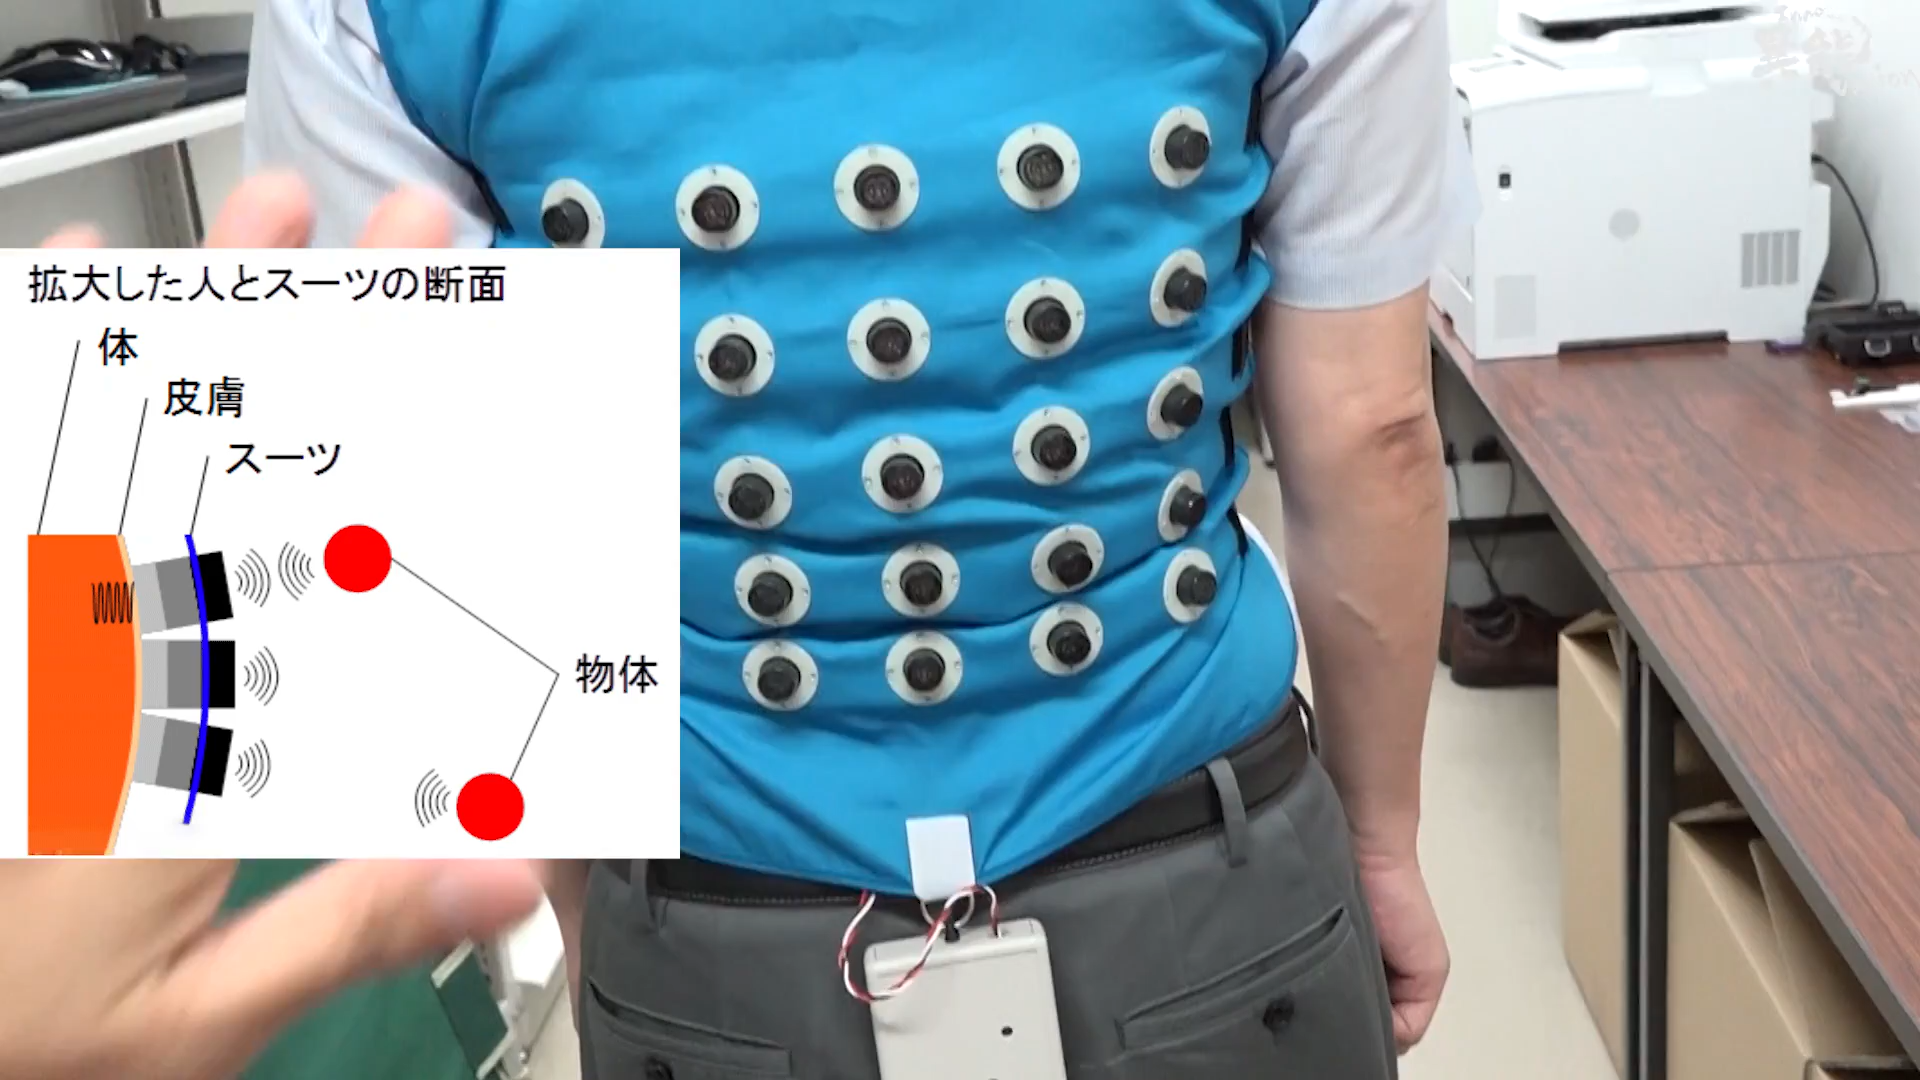 拡大した人とスーツの断面
体
皮膚
スーツ
物体